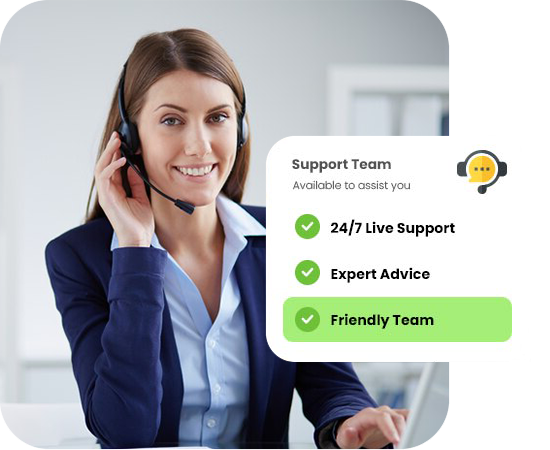 Support Team
Available to assist you
24/7 Live Support
Expert Advice
Friendly Team